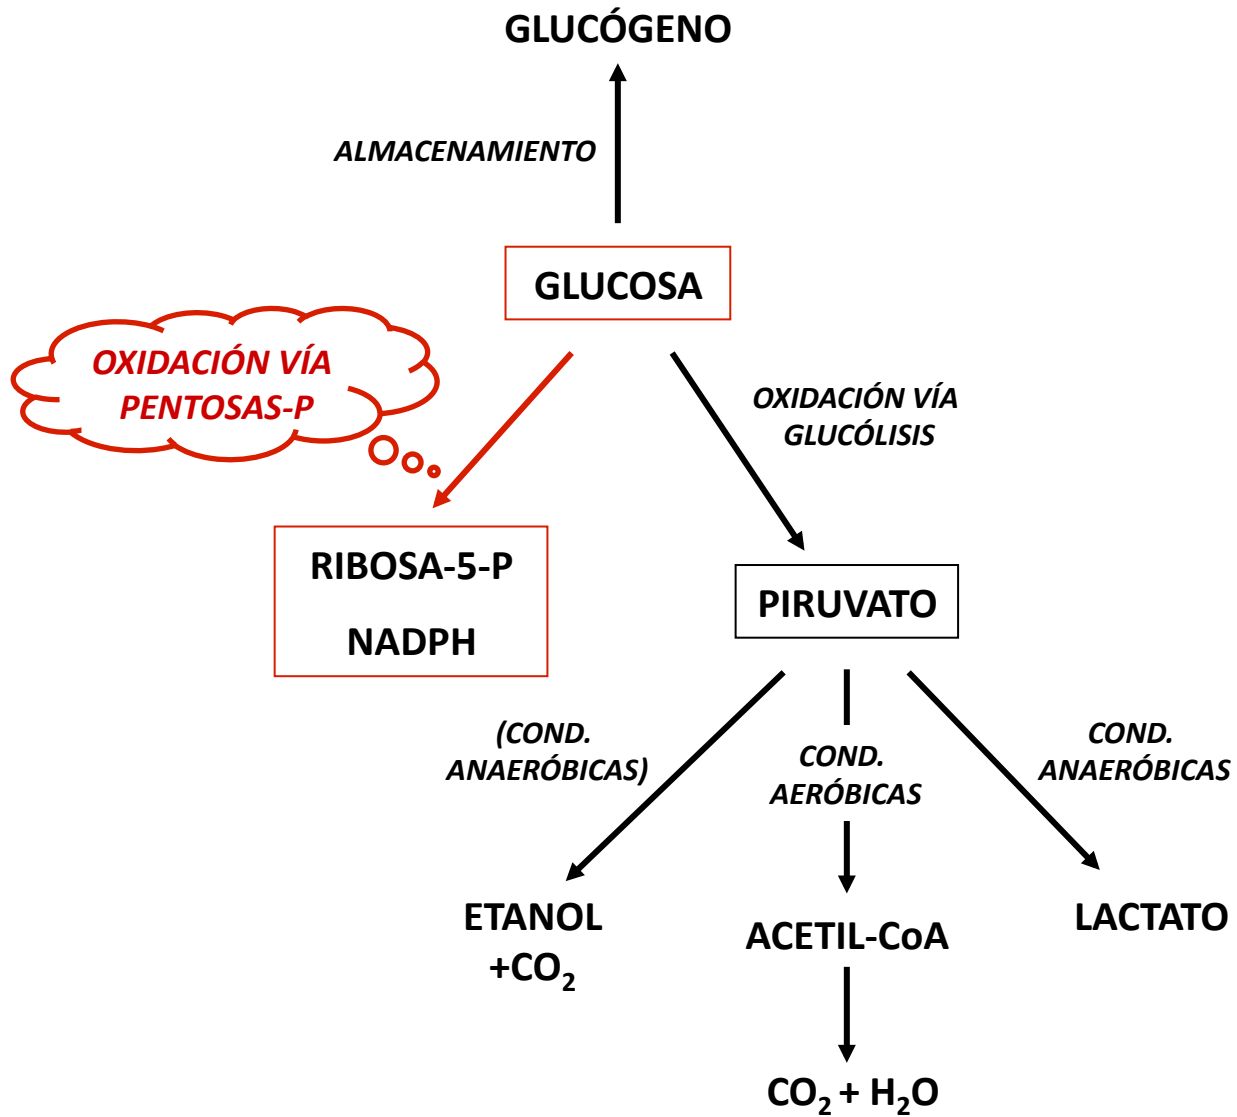 GLUCÓGENO
ALMACENAMIENTO
GLUCOSA
OXIDACIÓN VÍA
PENTOSAS-P
OXIDACIÓN VÍA
GLUCÓLISIS
RIBOSA-5-P
NADPH
PIRUVATO
(COND.
ANAERÓBICAS)
COND.
AERÓBICAS
COND.
ANAERÓBICAS
ETANOL
+CO₂
ACETIL-CoA
LACTATO
CO₂ + H₂O